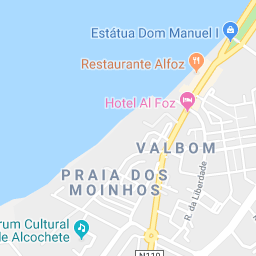 Estátua Dom Manuel I
Restaurante Alfoz
Hotel Al Foz
VALBOM
PRAIA DOS
MOINHOS
R. da Liberdade
rum Cultural
de Alcochete
N119